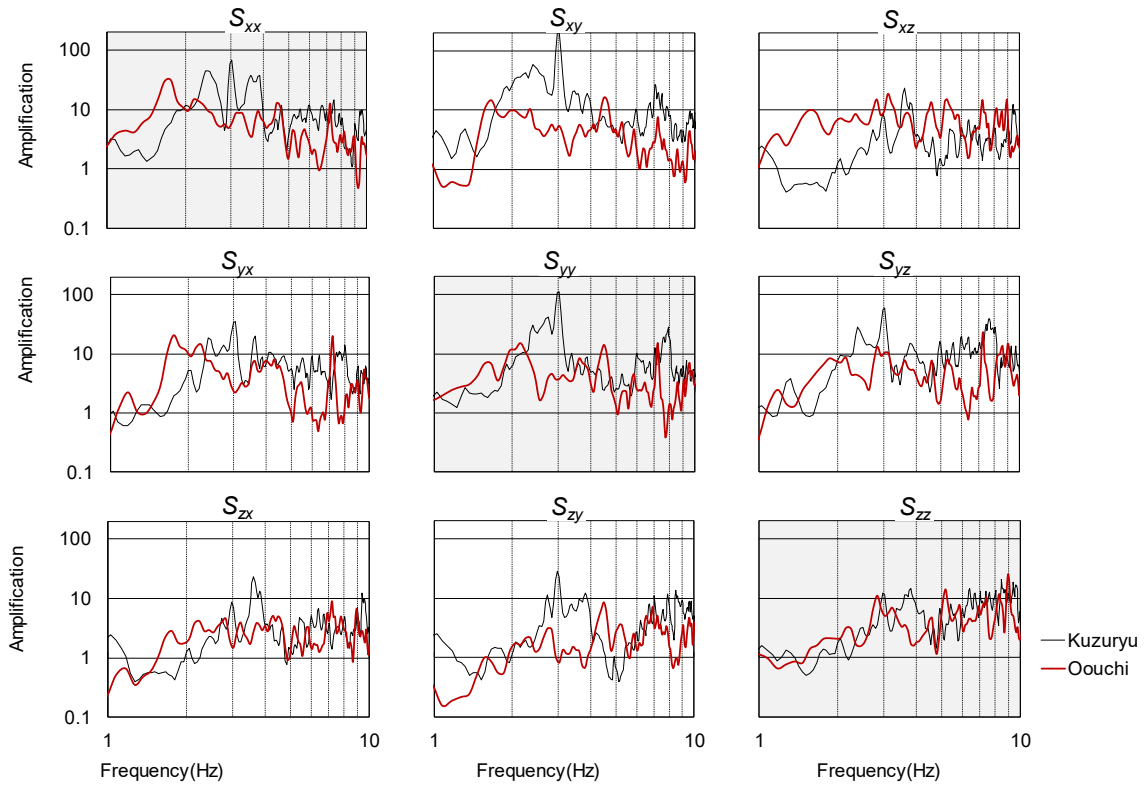 Sxx
Sxy
Sxz
Amplification
100
10
1
0.1
Syx
Syy
Syz
Amplification
100
10
1
0.1
Szx
Szy
Szz
Amplification
100
10
1
0.1
Kuzuryu
Oouchi
1 10
1 10
1 10
Frequency(Hz)
Frequency(Hz)
Frequency(Hz)